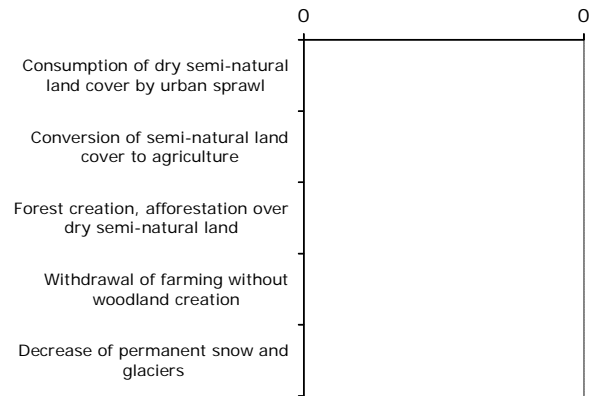 0 0
Consumption of dry semi-natural
land cover by urban sprawl
Conversion of semi-natural land
cover to agriculture
Forest creation, afforestation over
dry semi-natural land
Withdrawal of farming without
woodland creation
Decrease of permanent snow and
glaciers